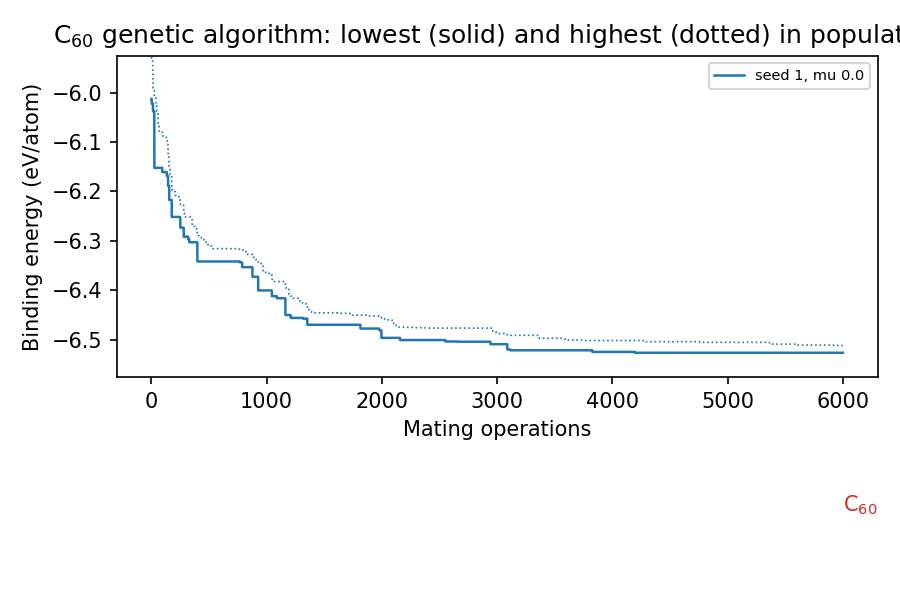 C₆₀ genetic algorithm: lowest (solid) and highest (dotted) in populat
seed 1, mu 0.0
Binding energy (eV/atom)
−6.0
−6.1
−6.2
−6.3
−6.4
−6.5
0 1000 2000 3000 4000 5000 6000
Mating operations
C₆₀